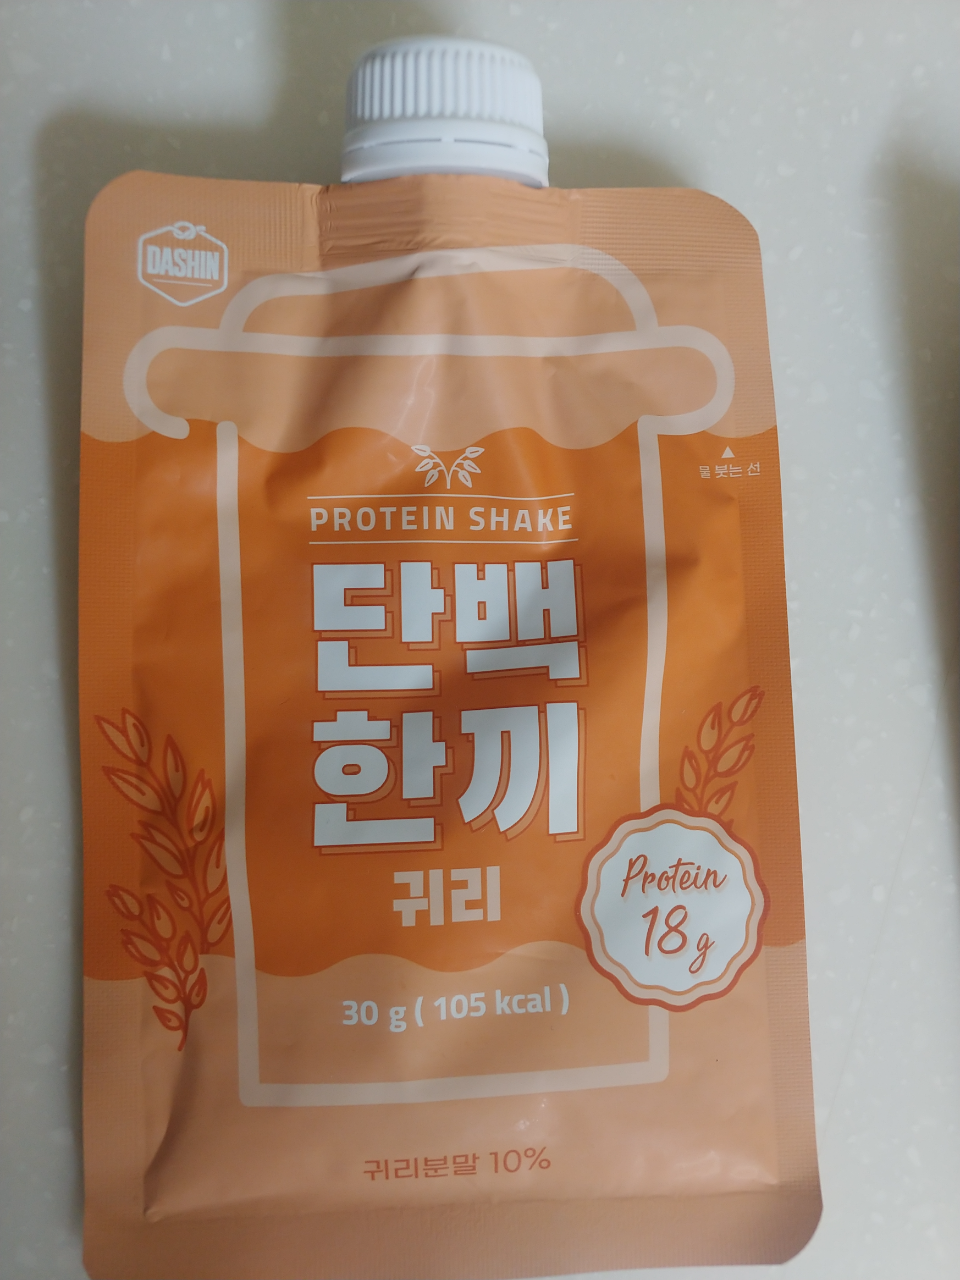 DASHIN
물 붓는 선
PROTEIN SHAKE
단백
한끼
귀리
Protein
18 g
30 g ( 105 kcal )
귀리분말 10%